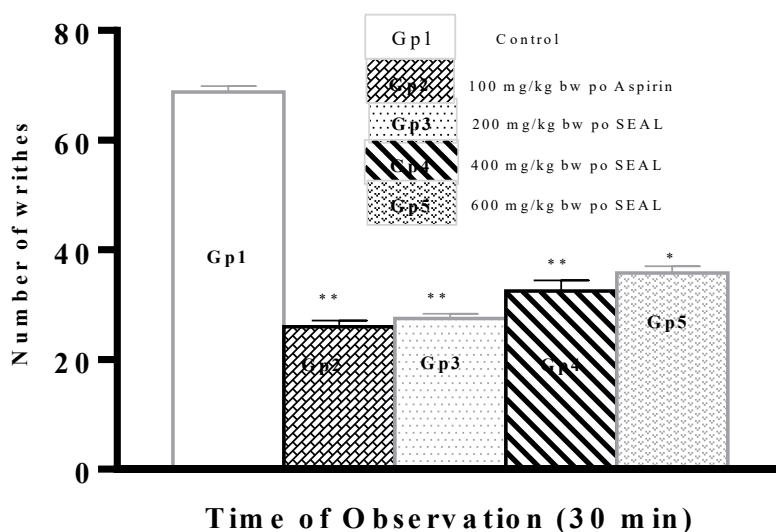 80
60
40
20
0
Number of writhes
Gp1 Control
Gp2 100 mg/kg bw po Aspirin
Gp3 200 mg/kg bw po SEAL
Gp4 400 mg/kg bw po SEAL
Gp5 600 mg/kg bw po SEAL
Gp1
**
Gp2
**
Gp3
**
Gp4
*
Gp5
Time of Observation (30 min)